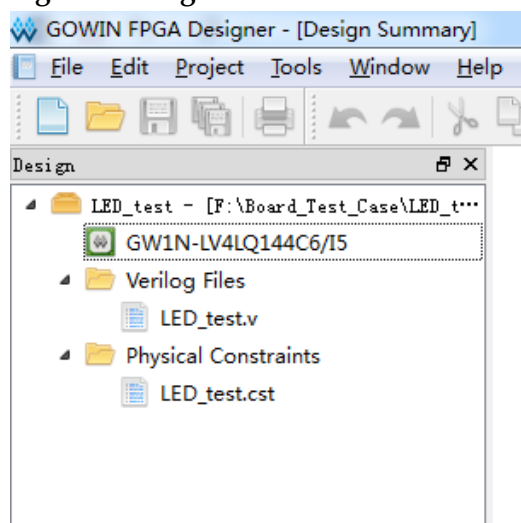 GOWIN FPGA Designer - [Design Summary]
File Edit Project Tools Window Help
Design
LED_test - [F:\Board_Test_Case\LED_t...
GW1N-LV4LQ144C6/I5
Verilog Files
LED_test.v
Physical Constraints
LED_test.cst